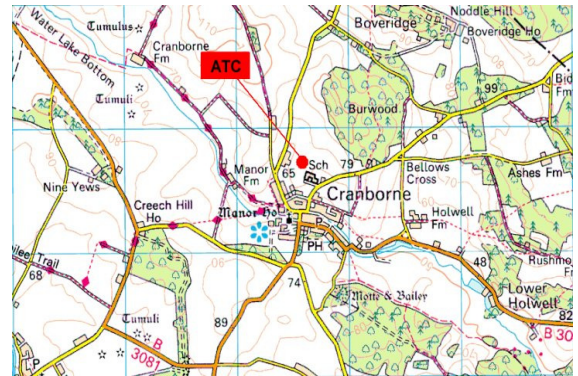 Noddle Hill
Tumulus
Boveridge
Boveridge Ho
Water Lake
Bottom
Cranborne
Fm
ATC
Tumuli
Burwood
99
Manor
Fm
65
Sch
79
Bellows
Cross
Ashes Fm
Nine Yews
Creech Hill
Ho
Manor Ho
Cranborne
Holwell
Fm
PH
48
68
74
Motte & Bailey
Lower
Holwell
82
Tumuli
89
B
3081
B 30
P